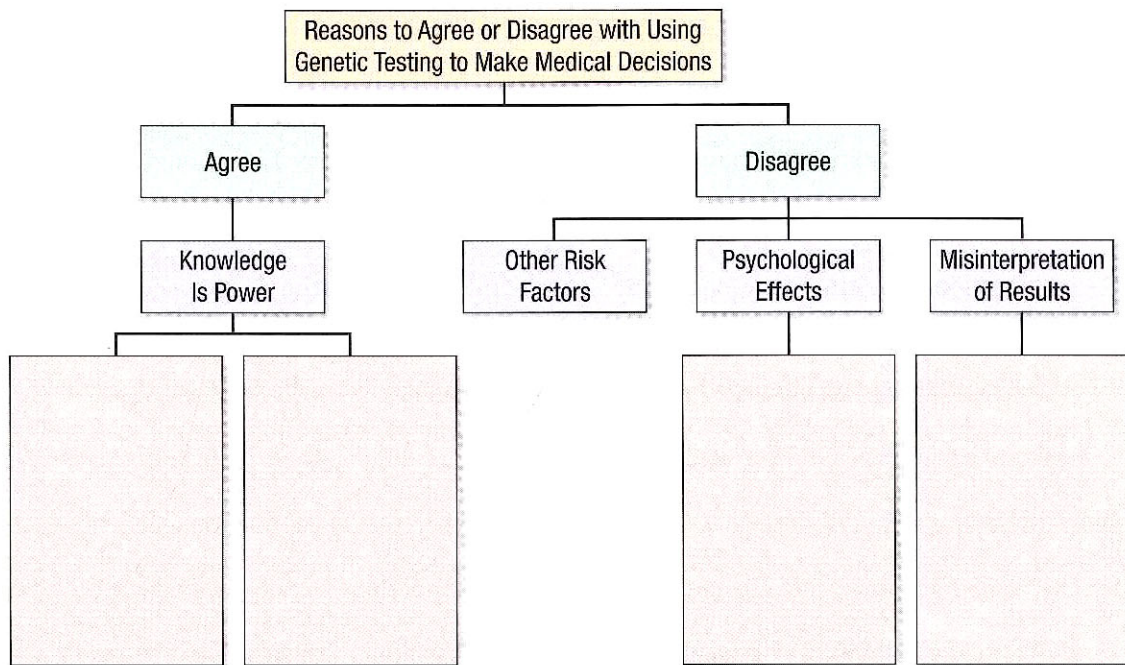 Reasons to Agree or Disagree with Using
Genetic Testing to Make Medical Decisions
Agree
Disagree
Knowledge
Is Power
Other Risk
Factors
Psychological
Effects
Misinterpretation
of Results